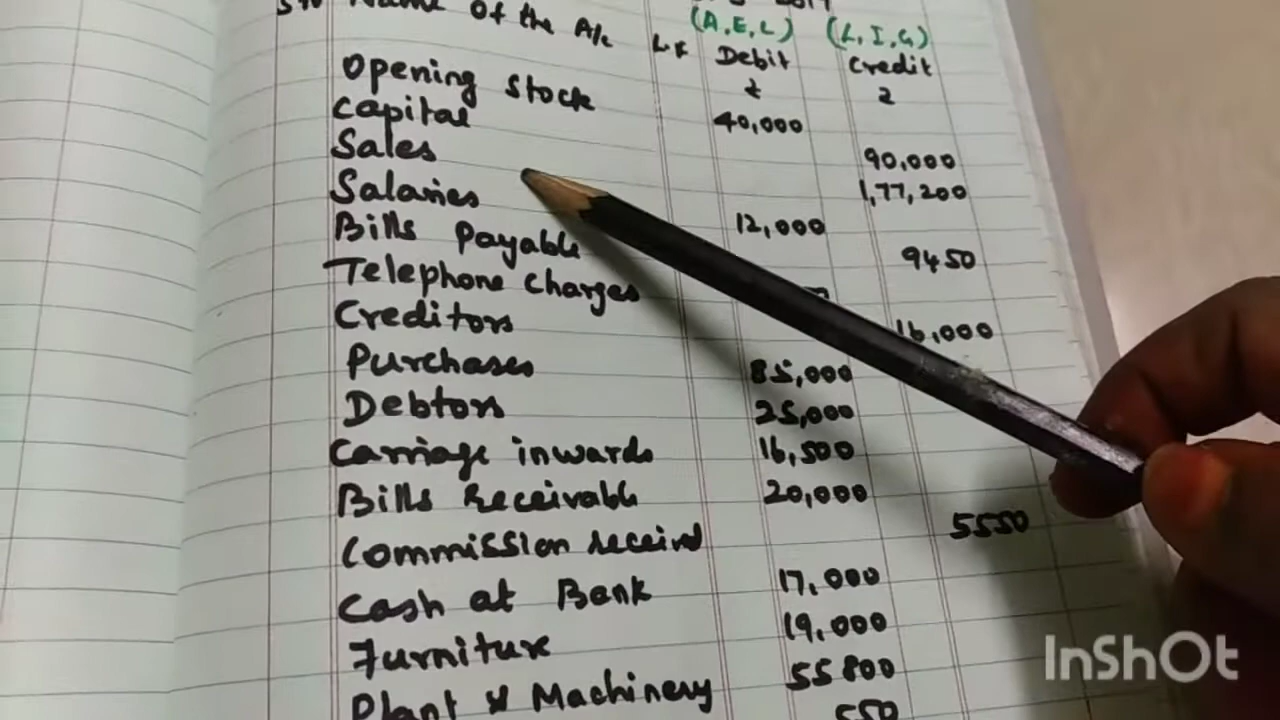 Name Of the A/c L.F Debit Credit
(A,E,L) (L,I,G)
₹ ₹
Opening Stock 40,000
Capital 90,000
Sales 1,77,200
Salaries 12,000
Bills Payable 9450
Telephone Charges
Creditors 16,000
Purchases 85,000
Debtors 25,000
Carriage inwards 16,500
Bills Receivable 20,000
Commission received 5550
Cash at Bank 17,000
Furniture 19,000
Plant & Machinery 55800
550
InShOt